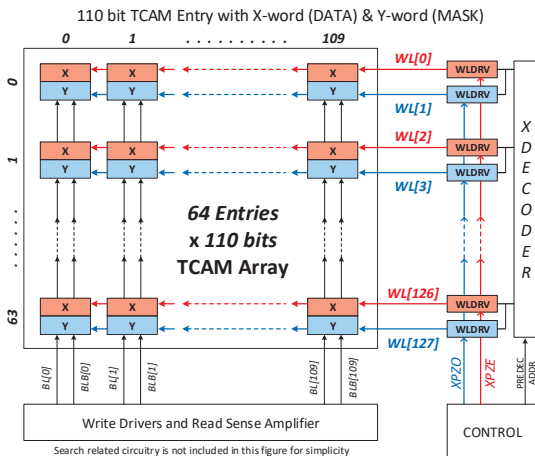 110 bit TCAM Entry with X-word (DATA) & Y-word (MASK)
0 1 . . . . . . . . . . 109
0 X X X WL[0] WLDRV
Y Y Y WL[1] WLDRV
1 X X X WL[2] WLDRV
Y Y Y WL[3] WLDRV
X DECODER
. . . . . .
64 Entries
x 110 bits
TCAM Array
63 X X X WL[126] WLDRV
Y Y Y WL[127] WLDRV
BL[0] BLB[0] BL[1] BLB[1] BL[109] BLB[109] XPZO XPZE PREDEC ADDR
Write Drivers and Read Sense Amplifier
CONTROL
Search related circuitry is not included in this figure for simplicity